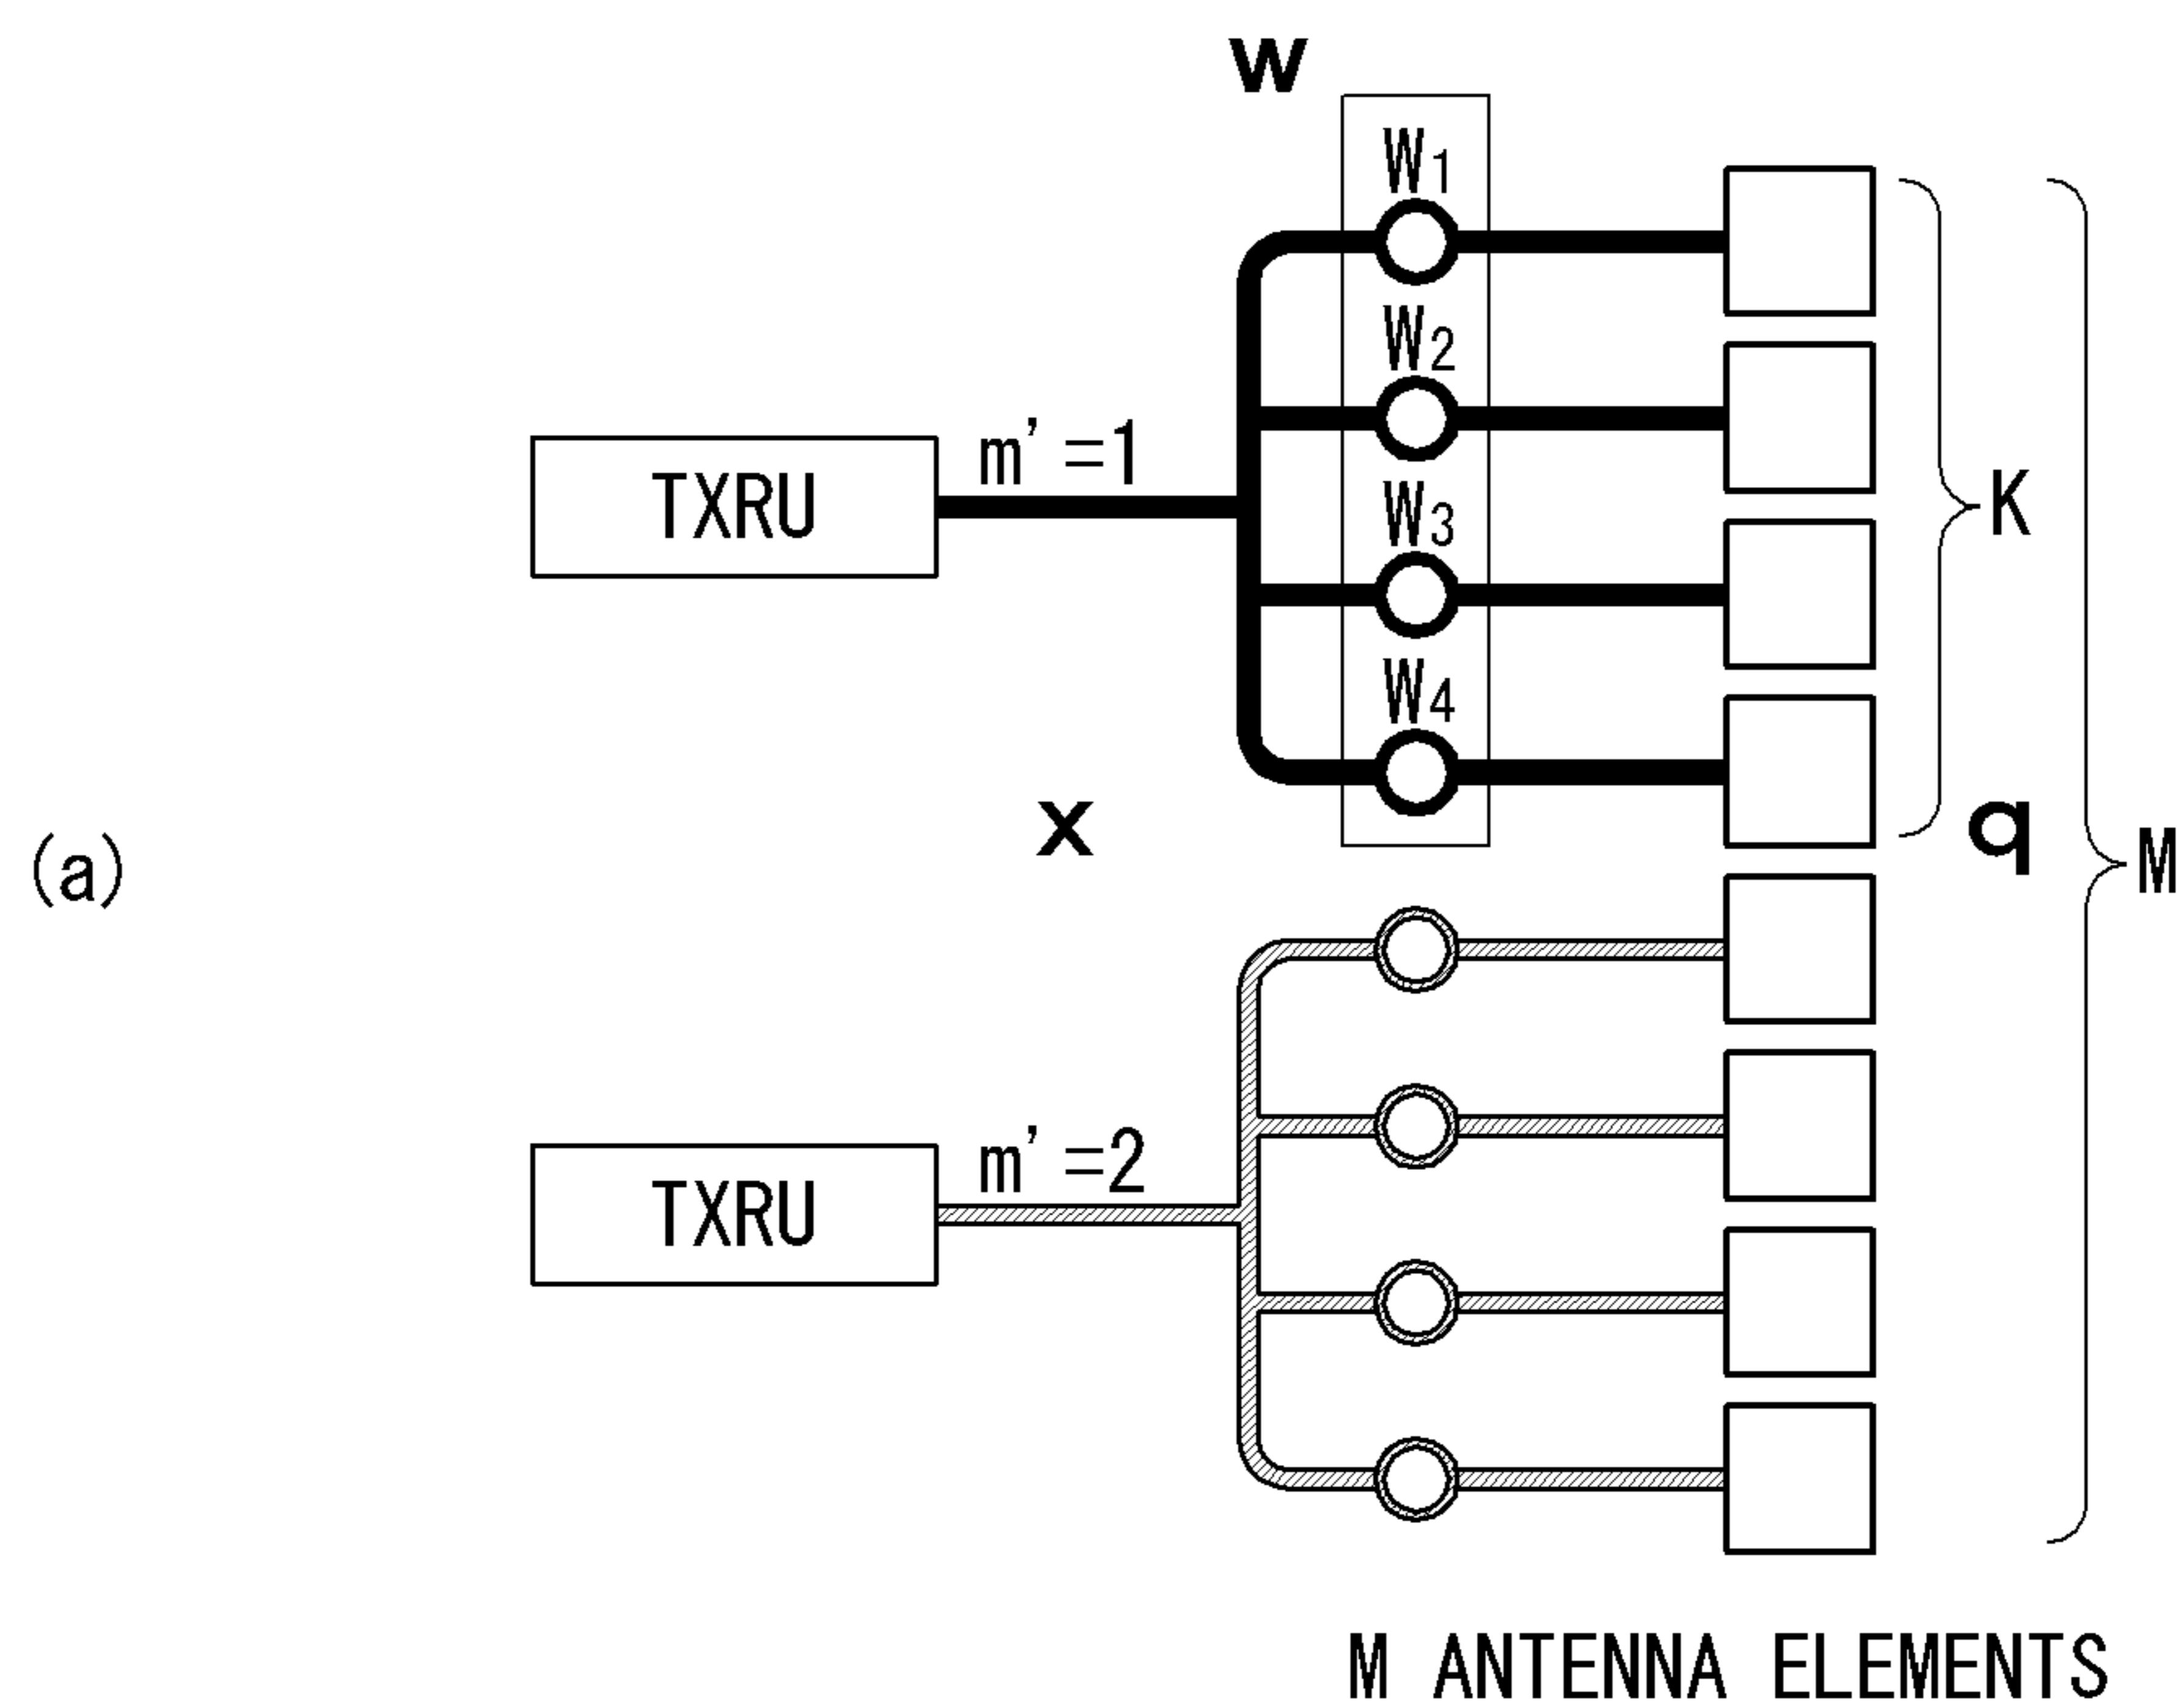 w
W1
W2
m'=1
TXRU
W3
K
W4
x
q
(a)
M
m'=2
TXRU
M ANTENNA ELEMENTS